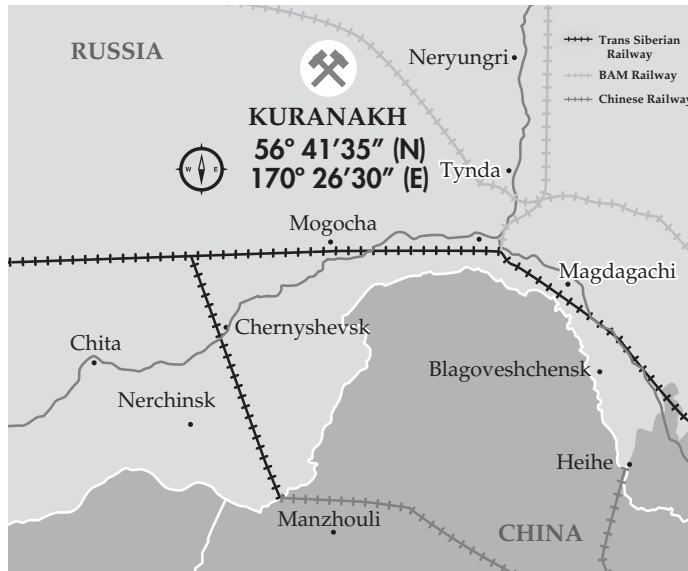 RUSSIA
Neryungri
Trans Siberian
Railway
BAM Railway
Chinese Railway
KURANAKH
56° 41’35” (N)
170° 26’30” (E)
W E
Tynda
Mogocha
Magdagachi
Chernyshevsk
Chita
Blagoveshchensk
Nerchinsk
Heihe
Manzhouli
CHINA